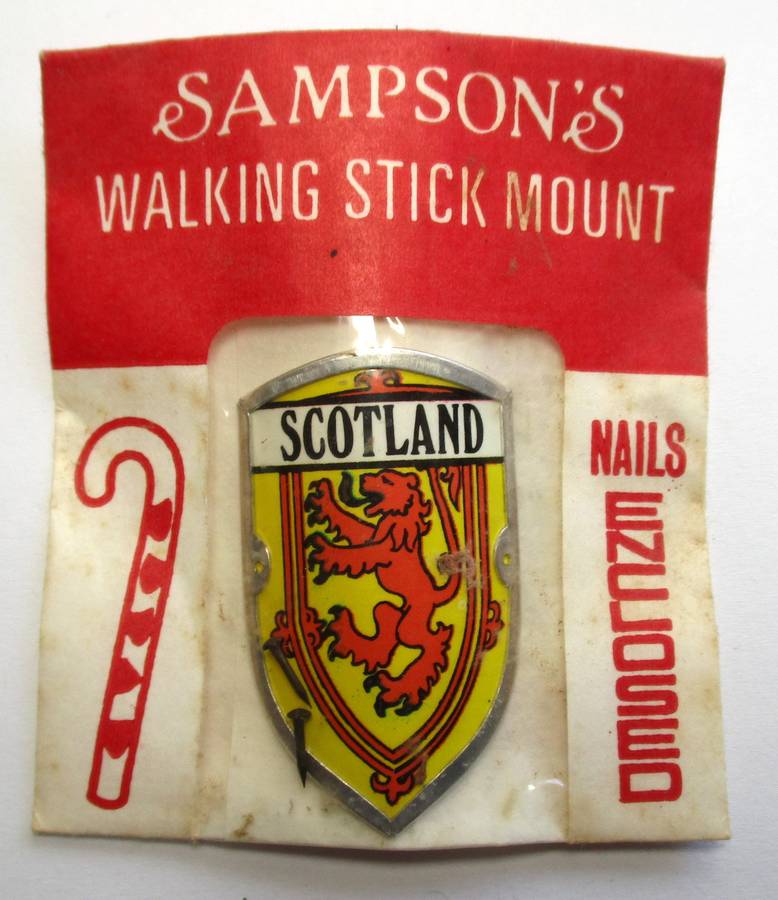 SAMPSON'S
WALKING STICK MOUNT
SCOTLAND
NAILS
ENCLOSED